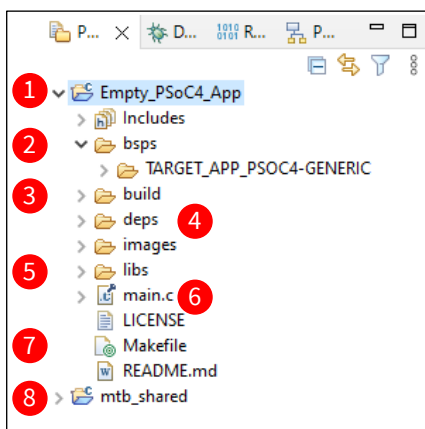 P... D... 1010 0101 R... P...
1 Empty_PSoC4_App
h Includes
2 bsps
TARGET_APP_PSOC4-GENERIC
3 build
deps 4
images
5 libs
.c main.c 6
LICENSE
7 Makefile
W README.md
8 mtb_shared